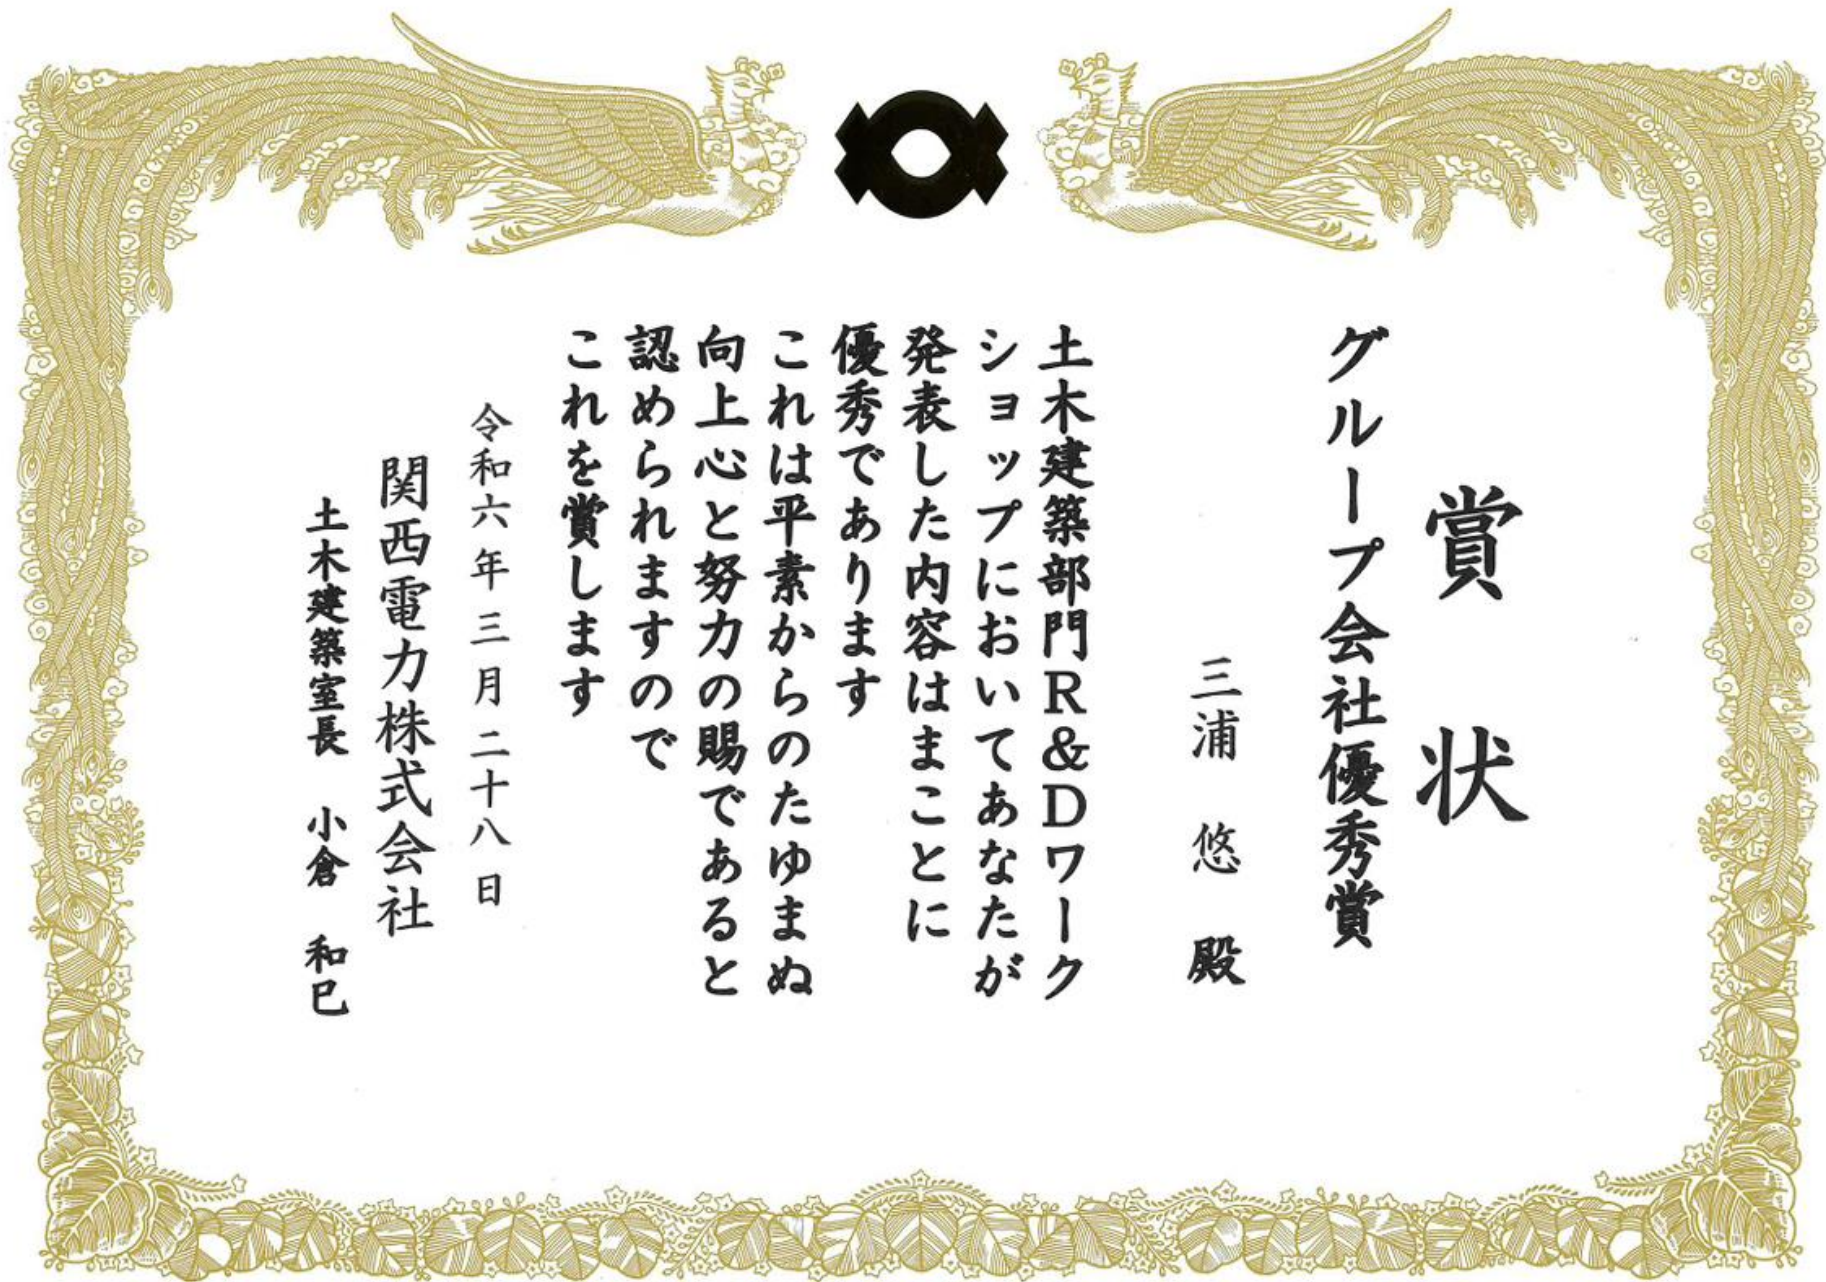 賞状
グループ会社優秀賞
三浦 悠 殿
土木建築部門R&Dワーク
ショップにおいてあなたが
発表した内容はまことに
優秀であります
これは平素からのたゆまぬ
向上心と努力の賜であると
認められますので
これを賞します
令和六年三月二十八日
関西電力株式会社
土木建築室長 小倉 和巳